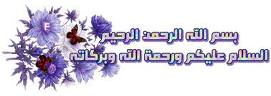 بسم الله الرحمن الرحيم
السلام عليكم ورحمة الله وبركاته